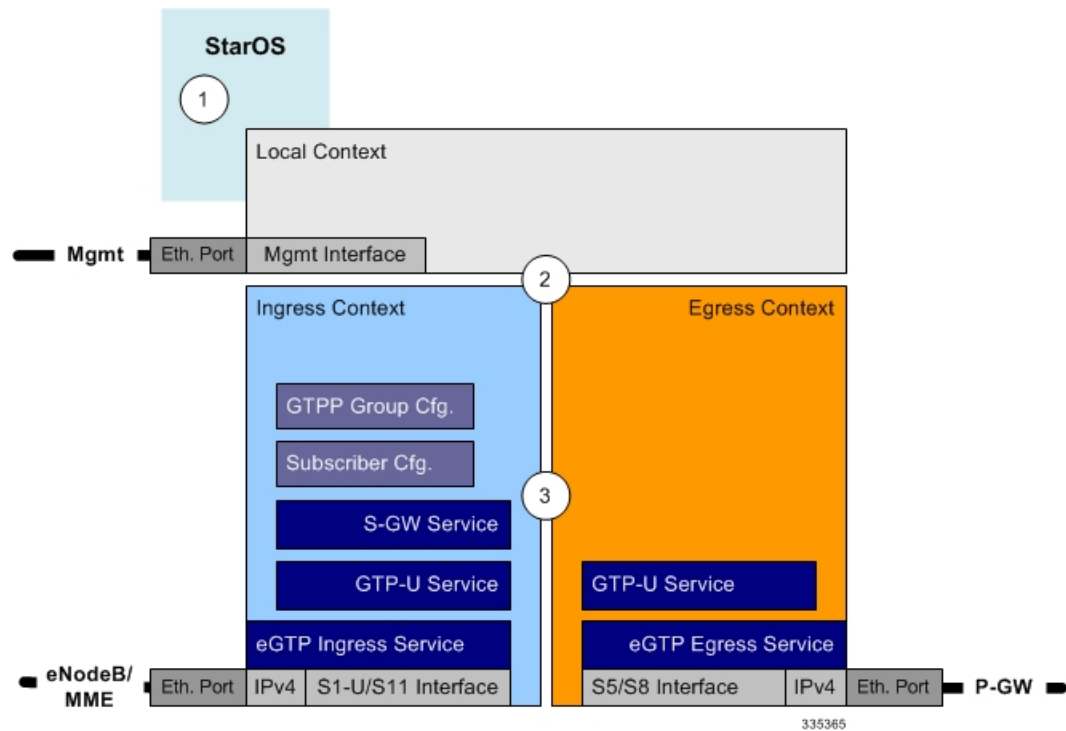 StarOS
1
Local Context
Mgmt
Eth. Port
Mgmt Interface
2
Ingress Context
Egress Context
GTPP Group Cfg.
Subscriber Cfg.
3
S-GW Service
GTP-U Service
GTP-U Service
eGTP Ingress Service
eGTP Egress Service
eNodeB/
MME
Eth. Port
IPv4
S1-U/S11 Interface
S5/S8 Interface
IPv4
Eth. Port
P-GW
335365